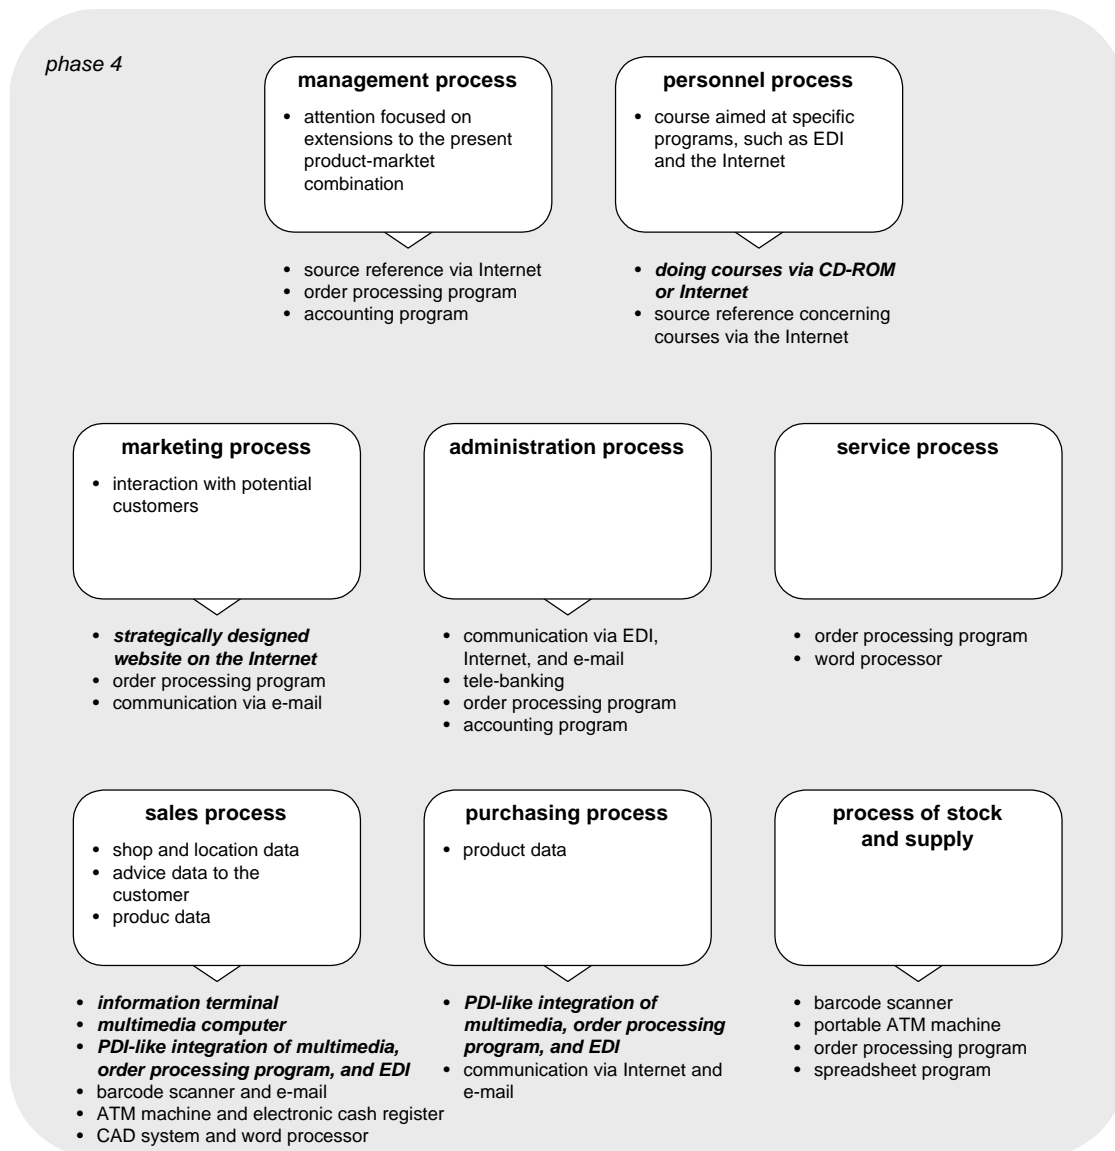 phase 4
management process
• attention focused on
extensions to the present
product-marktet
combination
• source reference via Internet
• order processing program
• accounting program
personnel process
• course aimed at specific
programs, such as EDI
and the Internet
• doing courses via CD-ROM
or Internet
• source reference concerning
courses via the Internet
marketing process
• interaction with potential
customers
• strategically designed
website on the Internet
• order processing program
• communication via e-mail
administration process
• communication via EDI,
Internet, and e-mail
• tele-banking
• order processing program
• accounting program
service process
• order processing program
• word processor
sales process
• shop and location data
• advice data to the
customer
• produc data
• information terminal
• multimedia computer
• PDI-like integration of multimedia,
order processing program, and EDI
• barcode scanner and e-mail
• ATM machine and electronic cash register
• CAD system and word processor
purchasing process
• product data
• PDI-like integration of
multimedia, order processing
program, and EDI
• communication via Internet and
e-mail
process of stock
and supply
• barcode scanner
• portable ATM machine
• order processing program
• spreadsheet program